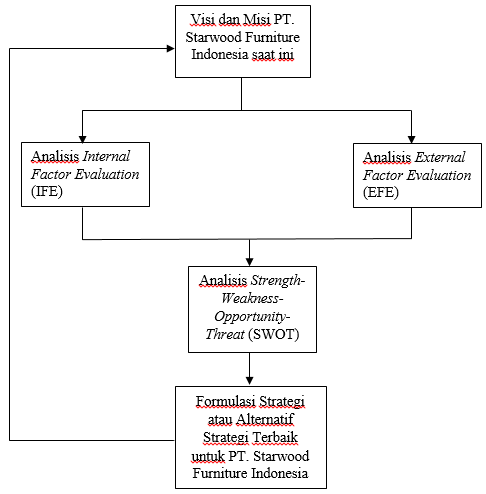 Visi dan Misi PT.
Starwood Furniture
Indonesia saat ini
Analisis Internal
Factor Evaluation
(IFE)
Analisis External
Factor Evaluation
(EFE)
Analisis Strength-
Weakness-
Opportunity-
Threat (SWOT)
Formulasi Strategi
atau Alternatif
Strategi Terbaik
untuk PT. Starwood
Furniture Indonesia